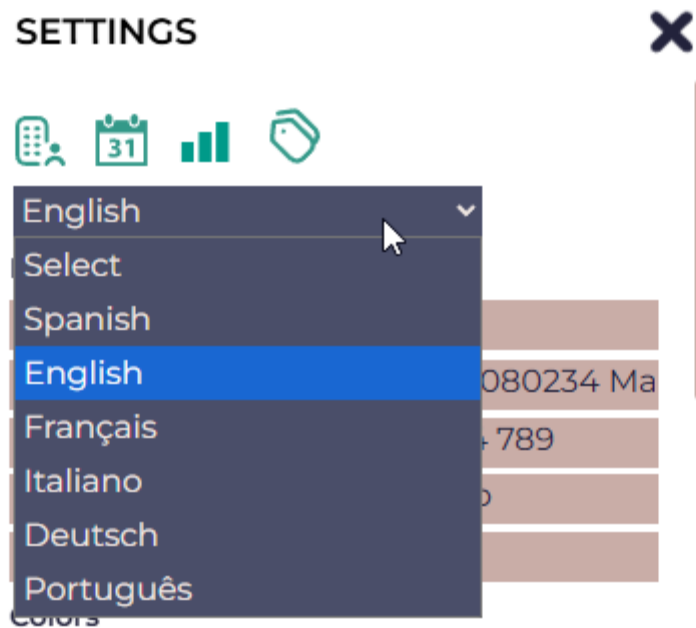 SETTINGS
31
English
Select
Spanish
English
080234 Ma
Français
789
Italiano
Deutsch
Português
Colors